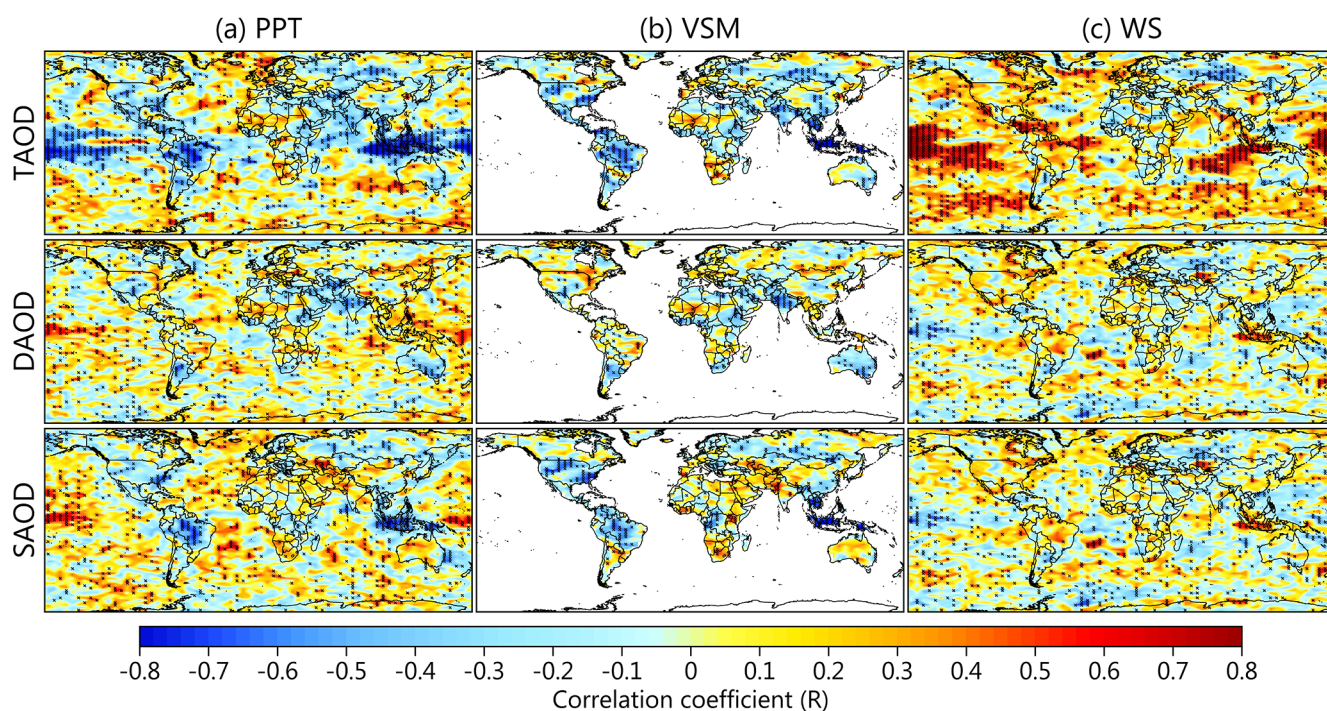 (a) PPT (b) VSM (c) WS
TAOD
DAOD
SAOD
-0.8 -0.7 -0.6 -0.5 -0.4 -0.3 -0.2 -0.1 0 0.1 0.2 0.3 0.4 0.5 0.6 0.7 0.8
Correlation coefficient (R)